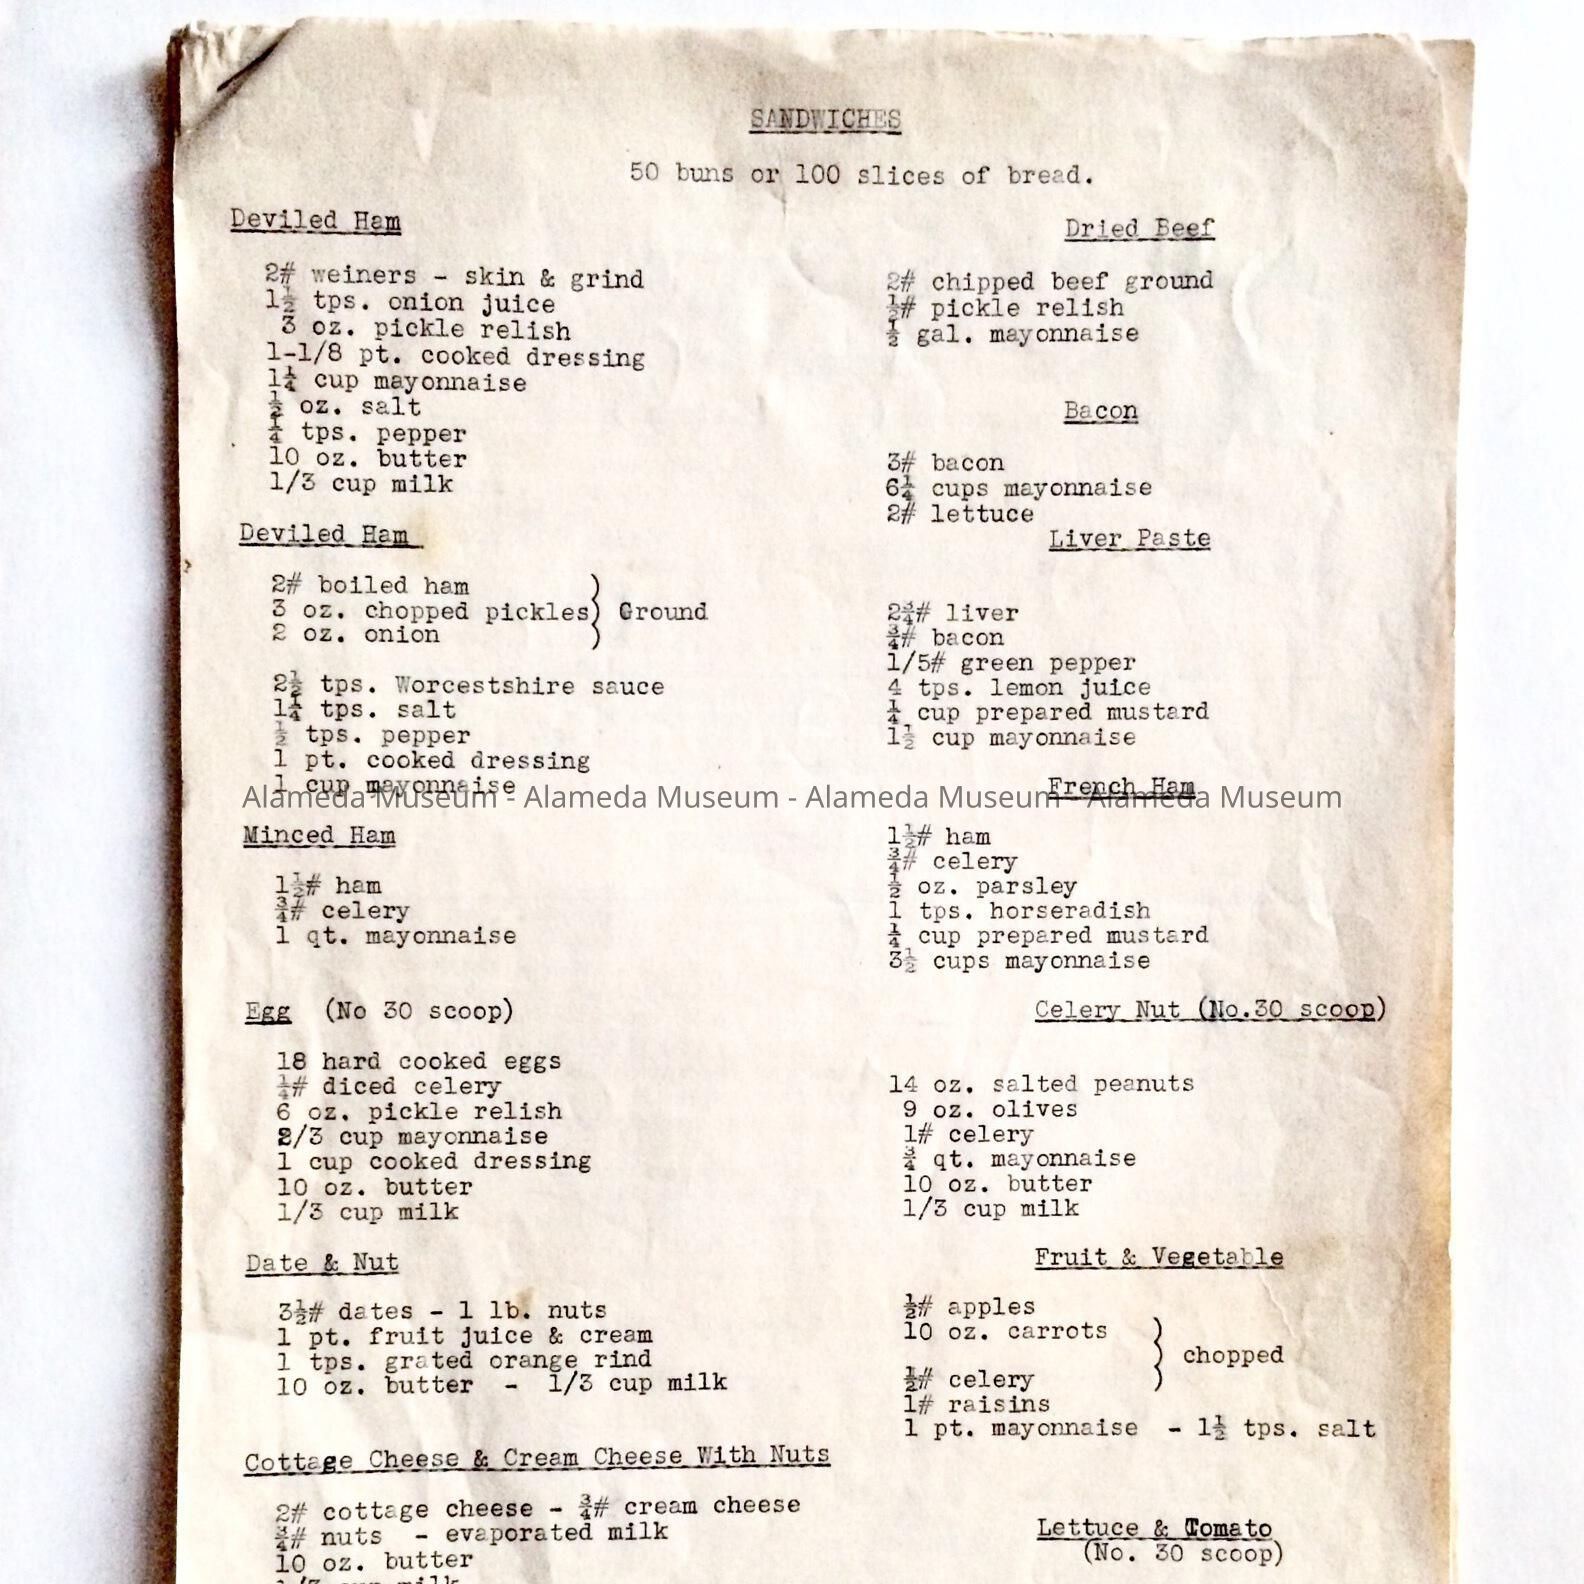 SANDWICHES
50 buns or 100 slices of bread.
Deviled Ham
2# weiners - skin & grind
1½ tps. onion juice
3 oz. pickle relish
1-1/8 pt. cooked dressing
1¼ cup mayonnaise
½ oz. salt
¼ tps. pepper
10 oz. butter
1/3 cup milk
Deviled Ham
2# boiled ham
3 oz. chopped pickles) Ground
2 oz. onion
2½ tps. Worcestshire sauce
1¼ tps. salt
½ tps. pepper
1 pt. cooked dressing
1 cup mayonnaise
Minced Ham
1½# ham
¾# celery
1 qt. mayonnaise
Egg (No 30 scoop)
18 hard cooked eggs
¼# diced celery
6 oz. pickle relish
2/3 cup mayonnaise
1 cup cooked dressing
10 oz. butter
1/3 cup milk
Date & Nut
3½# dates - 1 lb. nuts
1 pt. fruit juice & cream
1 tps. grated orange rind
10 oz. butter - 1/3 cup milk
Cottage Cheese & Cream Cheese With Nuts
2# cottage cheese - ¾# cream cheese
¾# nuts - evaporated milk
10 oz. butter
Dried Beef
2# chipped beef ground
½# pickle relish
½ gal. mayonnaise
Bacon
3# bacon
6¼ cups mayonnaise
2# lettuce
Liver Paste
2¾# liver
¾# bacon
1/5# green pepper
4 tps. lemon juice
¼ cup prepared mustard
1½ cup mayonnaise
French Ham
1½# ham
¾# celery
½ oz. parsley
1 tps. horseradish
¼ cup prepared mustard
3½ cups mayonnaise
Celery Nut (No.30 scoop)
14 oz. salted peanuts
9 oz. olives
1# celery
¾ qt. mayonnaise
10 oz. butter
1/3 cup milk
Fruit & Vegetable
½# apples
10 oz. carrots
chopped
½# celery
1# raisins
1 pt. mayonnaise - 1½ tps. salt
Lettuce & Tomato
(No. 30 scoop)
Alameda Museum - Alameda Museum - Alameda Museum - Alameda Museum